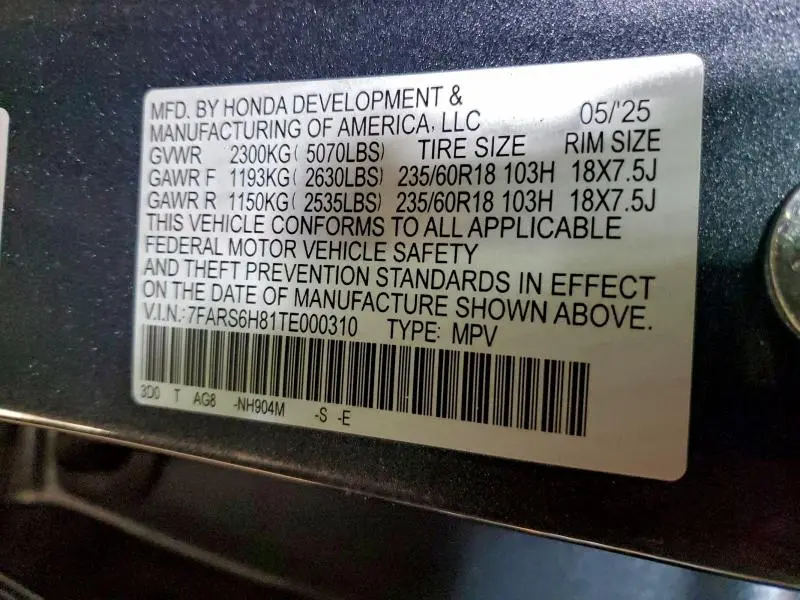 MFD. BY HONDA DEVELOPMENT &
MANUFACTURING OF AMERICA, LLC 05/'25
GVWR 2300KG( 5070LBS) TIRE SIZE RIM SIZE
GAWR F 1193KG( 2630LBS) 235/60R18 103H 18X7.5J
GAWR R 1150KG( 2535LBS) 235/60R18 103H 18X7.5J
THIS VEHICLE CONFORMS TO ALL APPLICABLE
FEDERAL MOTOR VEHICLE SAFETY
AND THEFT PREVENTION STANDARDS IN EFFECT
ON THE DATE OF MANUFACTURE SHOWN ABOVE.
V.I.N.: 7FARS6H81TE000310 TYPE: MPV
3D0 T AG8 -NH904M -S -E